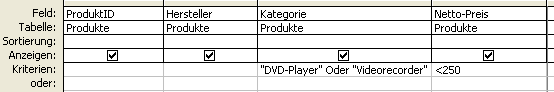 Feld: ProduktID Hersteller Kategorie Netto-Preis
Tabelle: Produkte Produkte Produkte Produkte
Sortierung:
Anzeigen:
Kriterien: "DVD-Player" Oder "Videorecorder" <250
oder: